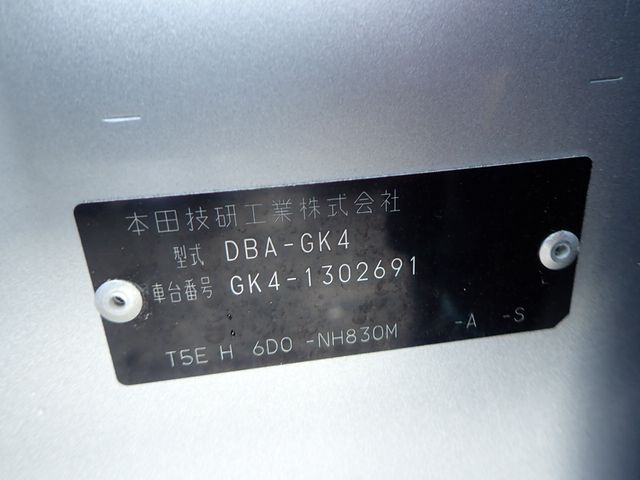 本田技研工業株式会社
型式 DBA-GK4
車台番号 GK4-1302691
T5E H 6D0 -NH830M -A -S